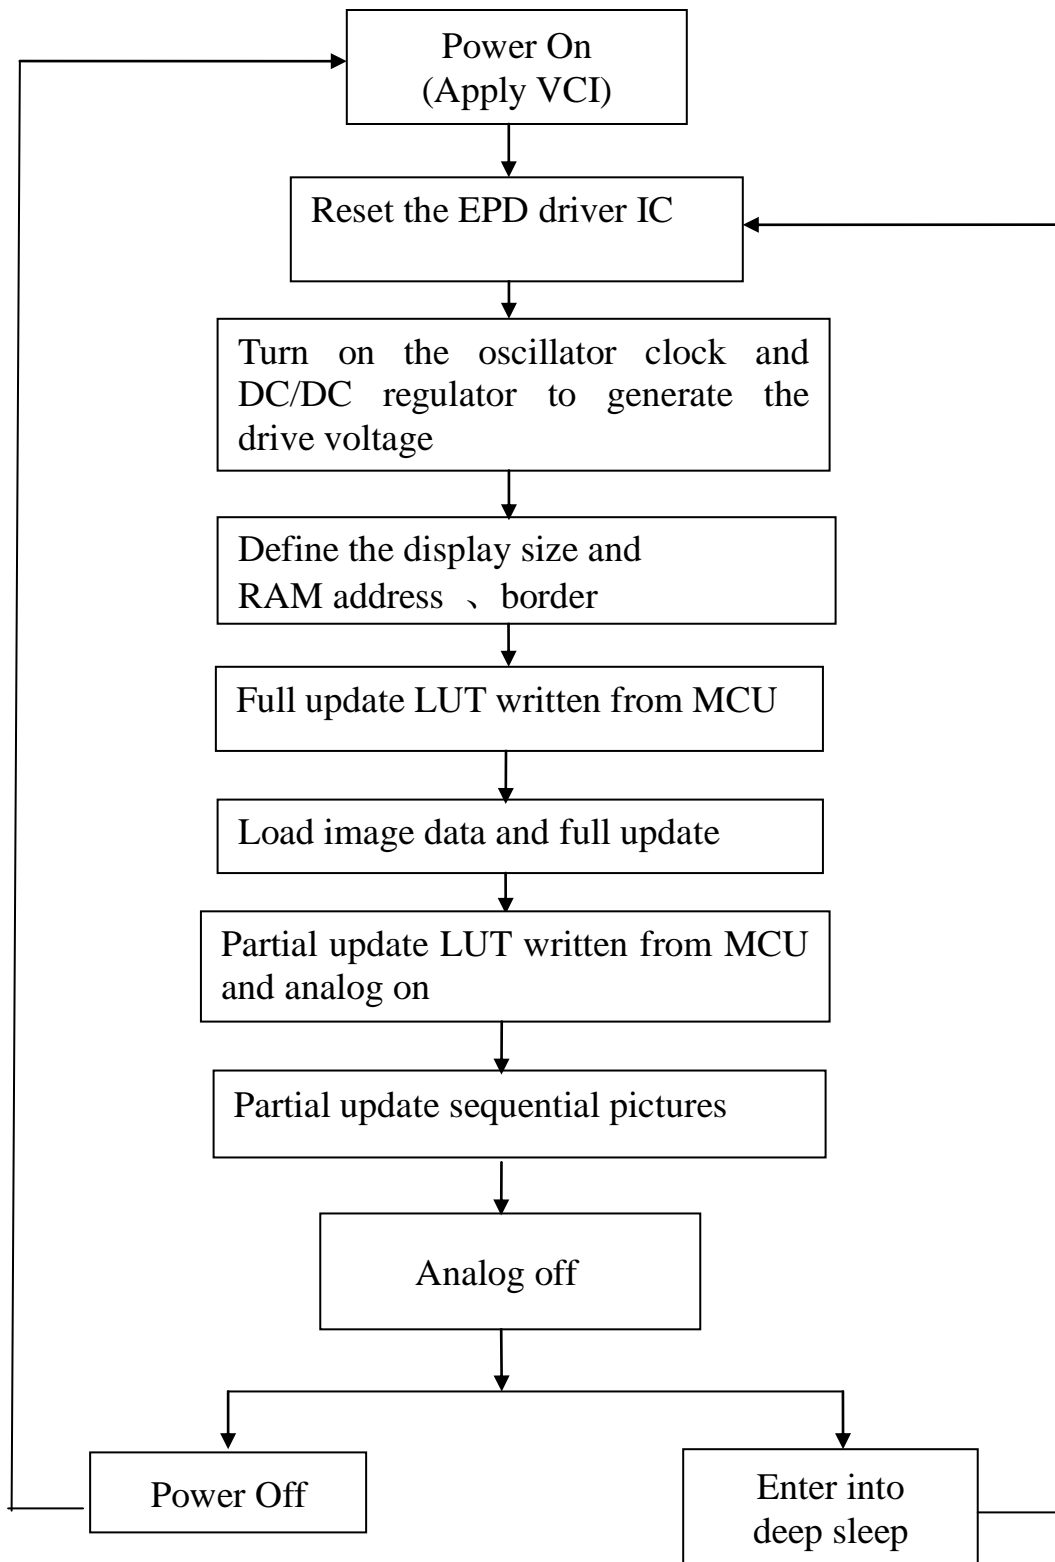 Power On
(Apply VCI)
Reset the EPD driver IC
Turn on the oscillator clock and
DC/DC regulator to generate the
drive voltage
Define the display size and
RAM address 、border
Full update LUT written from MCU
Load image data and full update
Partial update LUT written from MCU
and analog on
Partial update sequential pictures
Analog off
Power Off
Enter into
deep sleep